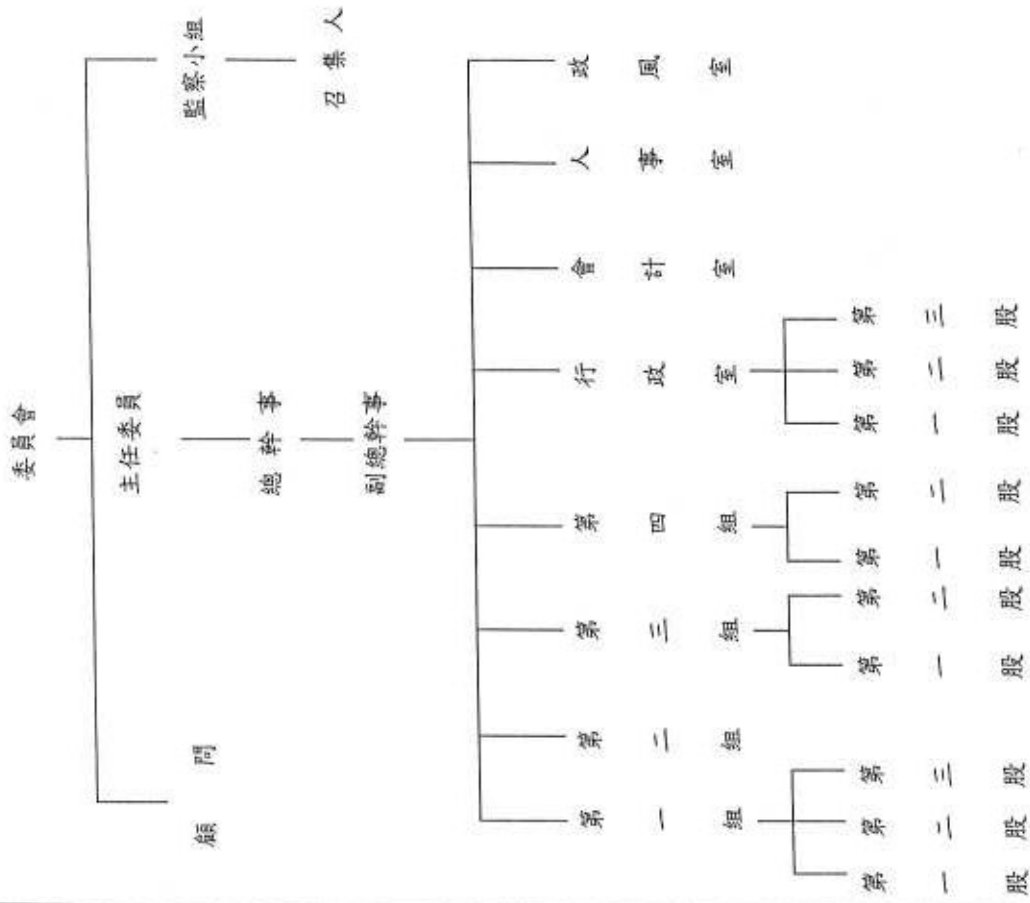 委員會
顧問
主任委員
監察小組
召集人
總幹事
副總幹事
第一組
第二組
第三組
第四組
行政室
會計室
人事室
政風室
第一股
第二股
第三股
第一股
第二股
第一股
第二股
第一股
第二股
第三股